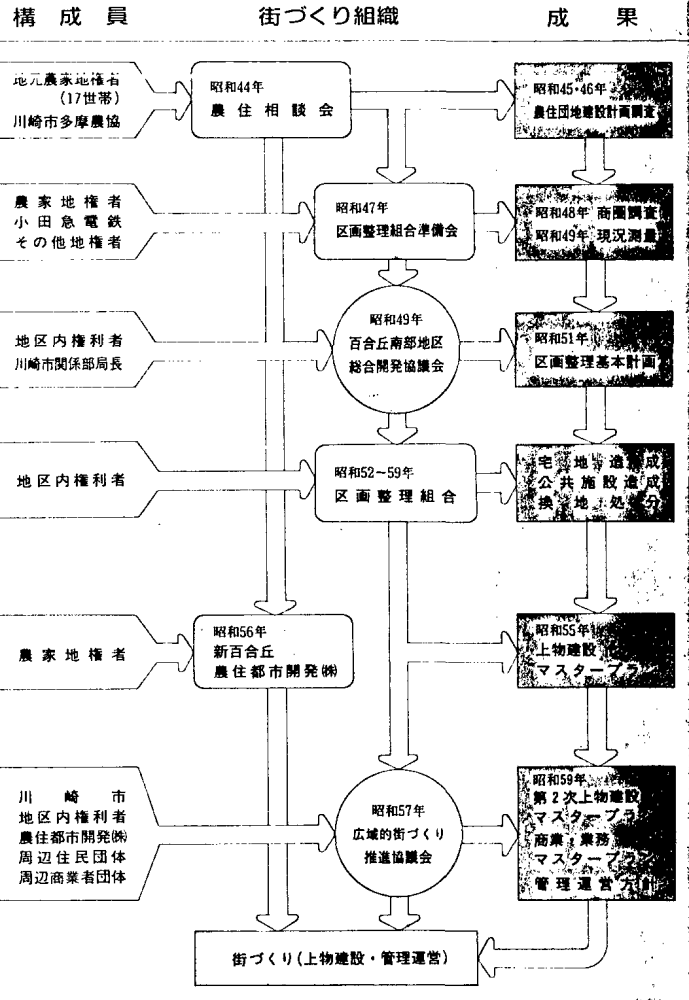 構成員
街づくり組織
成果
地元農家地権者
(17世帯)
川崎市多摩農協
昭和44年
農住相談会
昭和45・46年
農住団地建設計画調査
農家地権者
小田急電鉄
その他地権者
昭和47年
区画整理組合準備会
昭和48年 商圏調査
昭和49年 現況測量
地区内権利者
川崎市関係部局長
昭和49年
百合丘南部地区
総合開発協議会
昭和51年
区画整理基本計画
地区内権利者
昭和52〜59年
区画整理組合
宅地造成
公共施設造成
換地処分
農家地権者
昭和56年
新百合丘
農住都市開発㈱
昭和55年
上物建設
マスタープラン
川崎市
地区内権利者
農住都市開発㈱
周辺住民団体
周辺商業者団体
昭和57年
広域的街づくり
推進協議会
昭和59年
第2次上物建設
マスタープラン
商業・業務
マスタープラン
管理運営方針
街づくり(上物建設・管理運営)